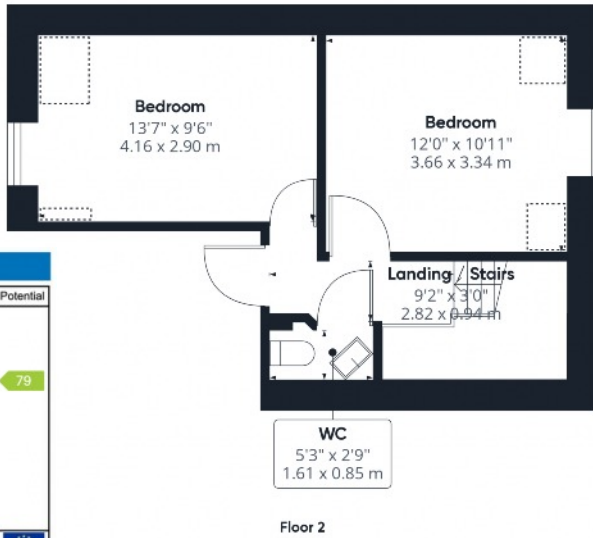 Bedroom
13'7" x 9'6"
4.16 x 2.90 m
Bedroom
12'0" x 10'11"
3.66 x 3.34 m
Landing / Stairs
9'2" x 3'0"
2.82 x 0.94 m
Potential
79
WC
5'3" x 2'9"
1.61 x 0.85 m
Floor 2